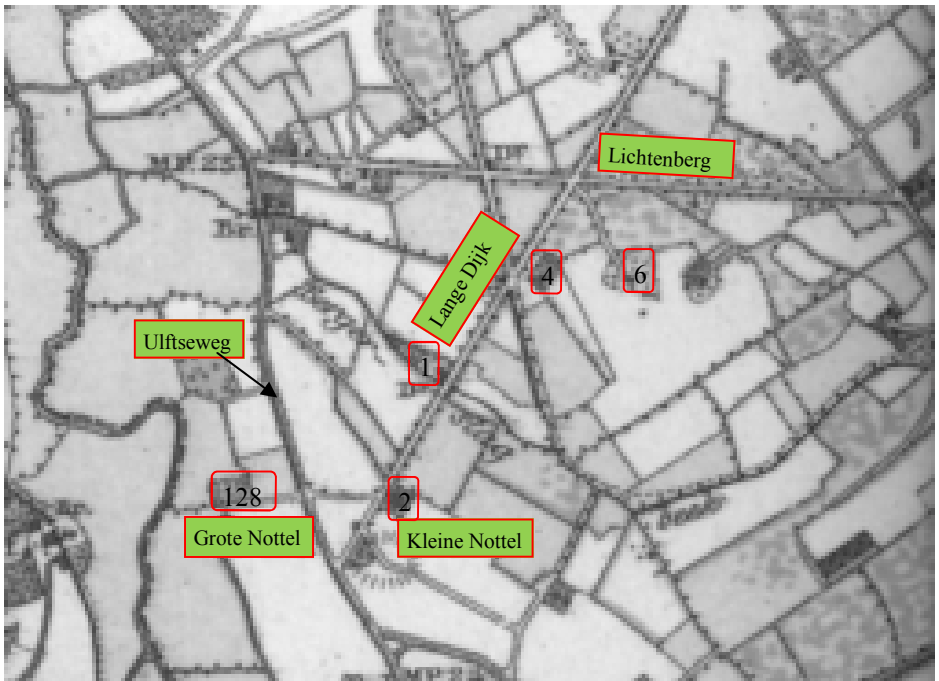 Lichtenberg
Lange Dijk
4
6
Ulftseweg
1
128
2
Grote Nottel
Kleine Nottel